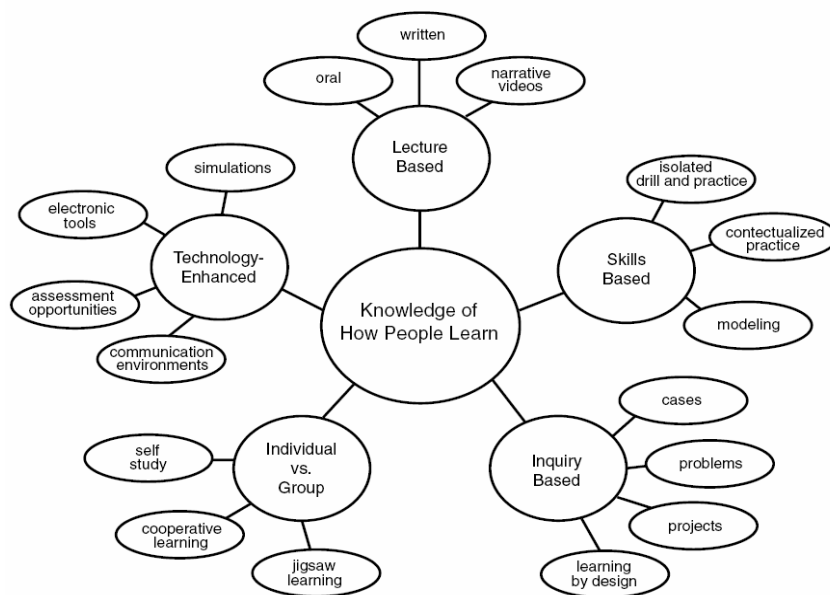 written
oral
narrative
videos
Lecture
Based
simulations
electronic
tools
Technology-
Enhanced
assessment
opportunities
communication
environments
isolated
drill and practice
contectualized
practice
Skills
Based
modeling
Knowledge of
How People Learn
self
study
Individual
vs.
Group
cooperative
learning
jigsaw
learning
cases
Inquiry
Based
problems
projects
learning
by design